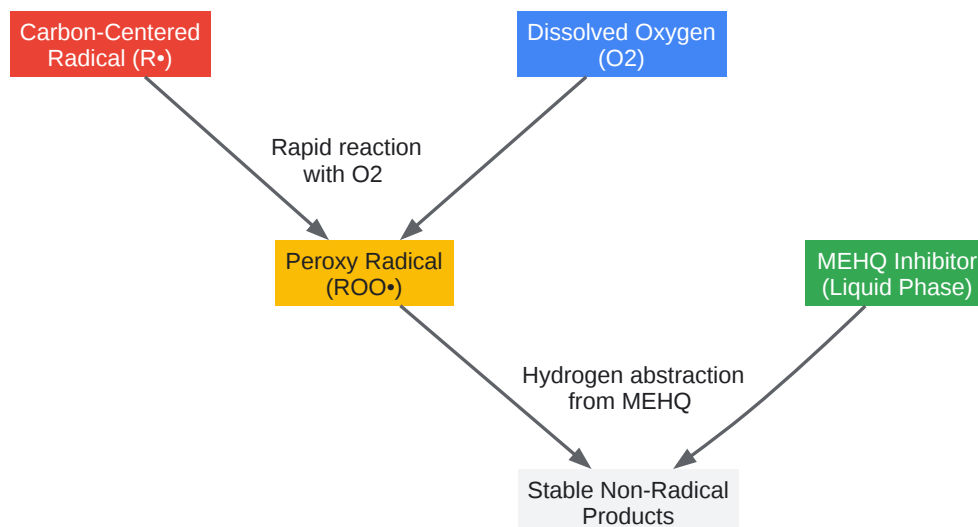 Carbon-Centered
Radical (R•)
Dissolved Oxygen
(O2)
Rapid reaction
with O2
Peroxy Radical
(ROO•)
MEHQ Inhibitor
(Liquid Phase)
Hydrogen abstraction
from MEHQ
Stable Non-Radical
Products